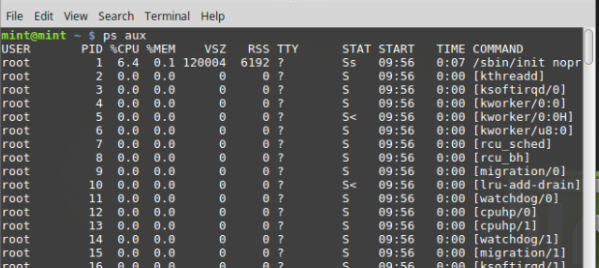 File Edit View Search Terminal Help
mint@mint ~ $ ps aux
USER PID %CPU %MEM VSZ RSS TTY STAT START TIME COMMAND
root 1 6.4 0.1 120004 6192 ? Ss 09:56 0:07 /sbin/init nopr
root 2 0.0 0.0 0 0 ? S 09:56 0:00 [kthreadd]
root 3 0.0 0.0 0 0 ? S 09:56 0:00 [ksoftirqd/0]
root 4 0.0 0.0 0 0 ? S 09:56 0:00 [kworker/0:0]
root 5 0.0 0.0 0 0 ? S< 09:56 0:00 [kworker/0:0H]
root 6 0.0 0.0 0 0 ? S 09:56 0:00 [kworker/u8:0]
root 7 0.0 0.0 0 0 ? S 09:56 0:00 [rcu_sched]
root 8 0.0 0.0 0 0 ? S 09:56 0:00 [rcu_bh]
root 9 0.0 0.0 0 0 ? S 09:56 0:00 [migration/0]
root 10 0.0 0.0 0 0 ? S< 09:56 0:00 [lru-add-drain]
root 11 0.0 0.0 0 0 ? S 09:56 0:00 [watchdog/0]
root 12 0.0 0.0 0 0 ? S 09:56 0:00 [cpuhp/0]
root 13 0.0 0.0 0 0 ? S 09:56 0:00 [cpuhp/1]
root 14 0.0 0.0 0 0 ? S 09:56 0:00 [watchdog/1]
root 15 0.0 0.0 0 0 ? S 09:56 0:00 [migration/1]
root 16 0.0 0.0 0 0 ? S 09:56 0:00 [ksoftirqd/1]